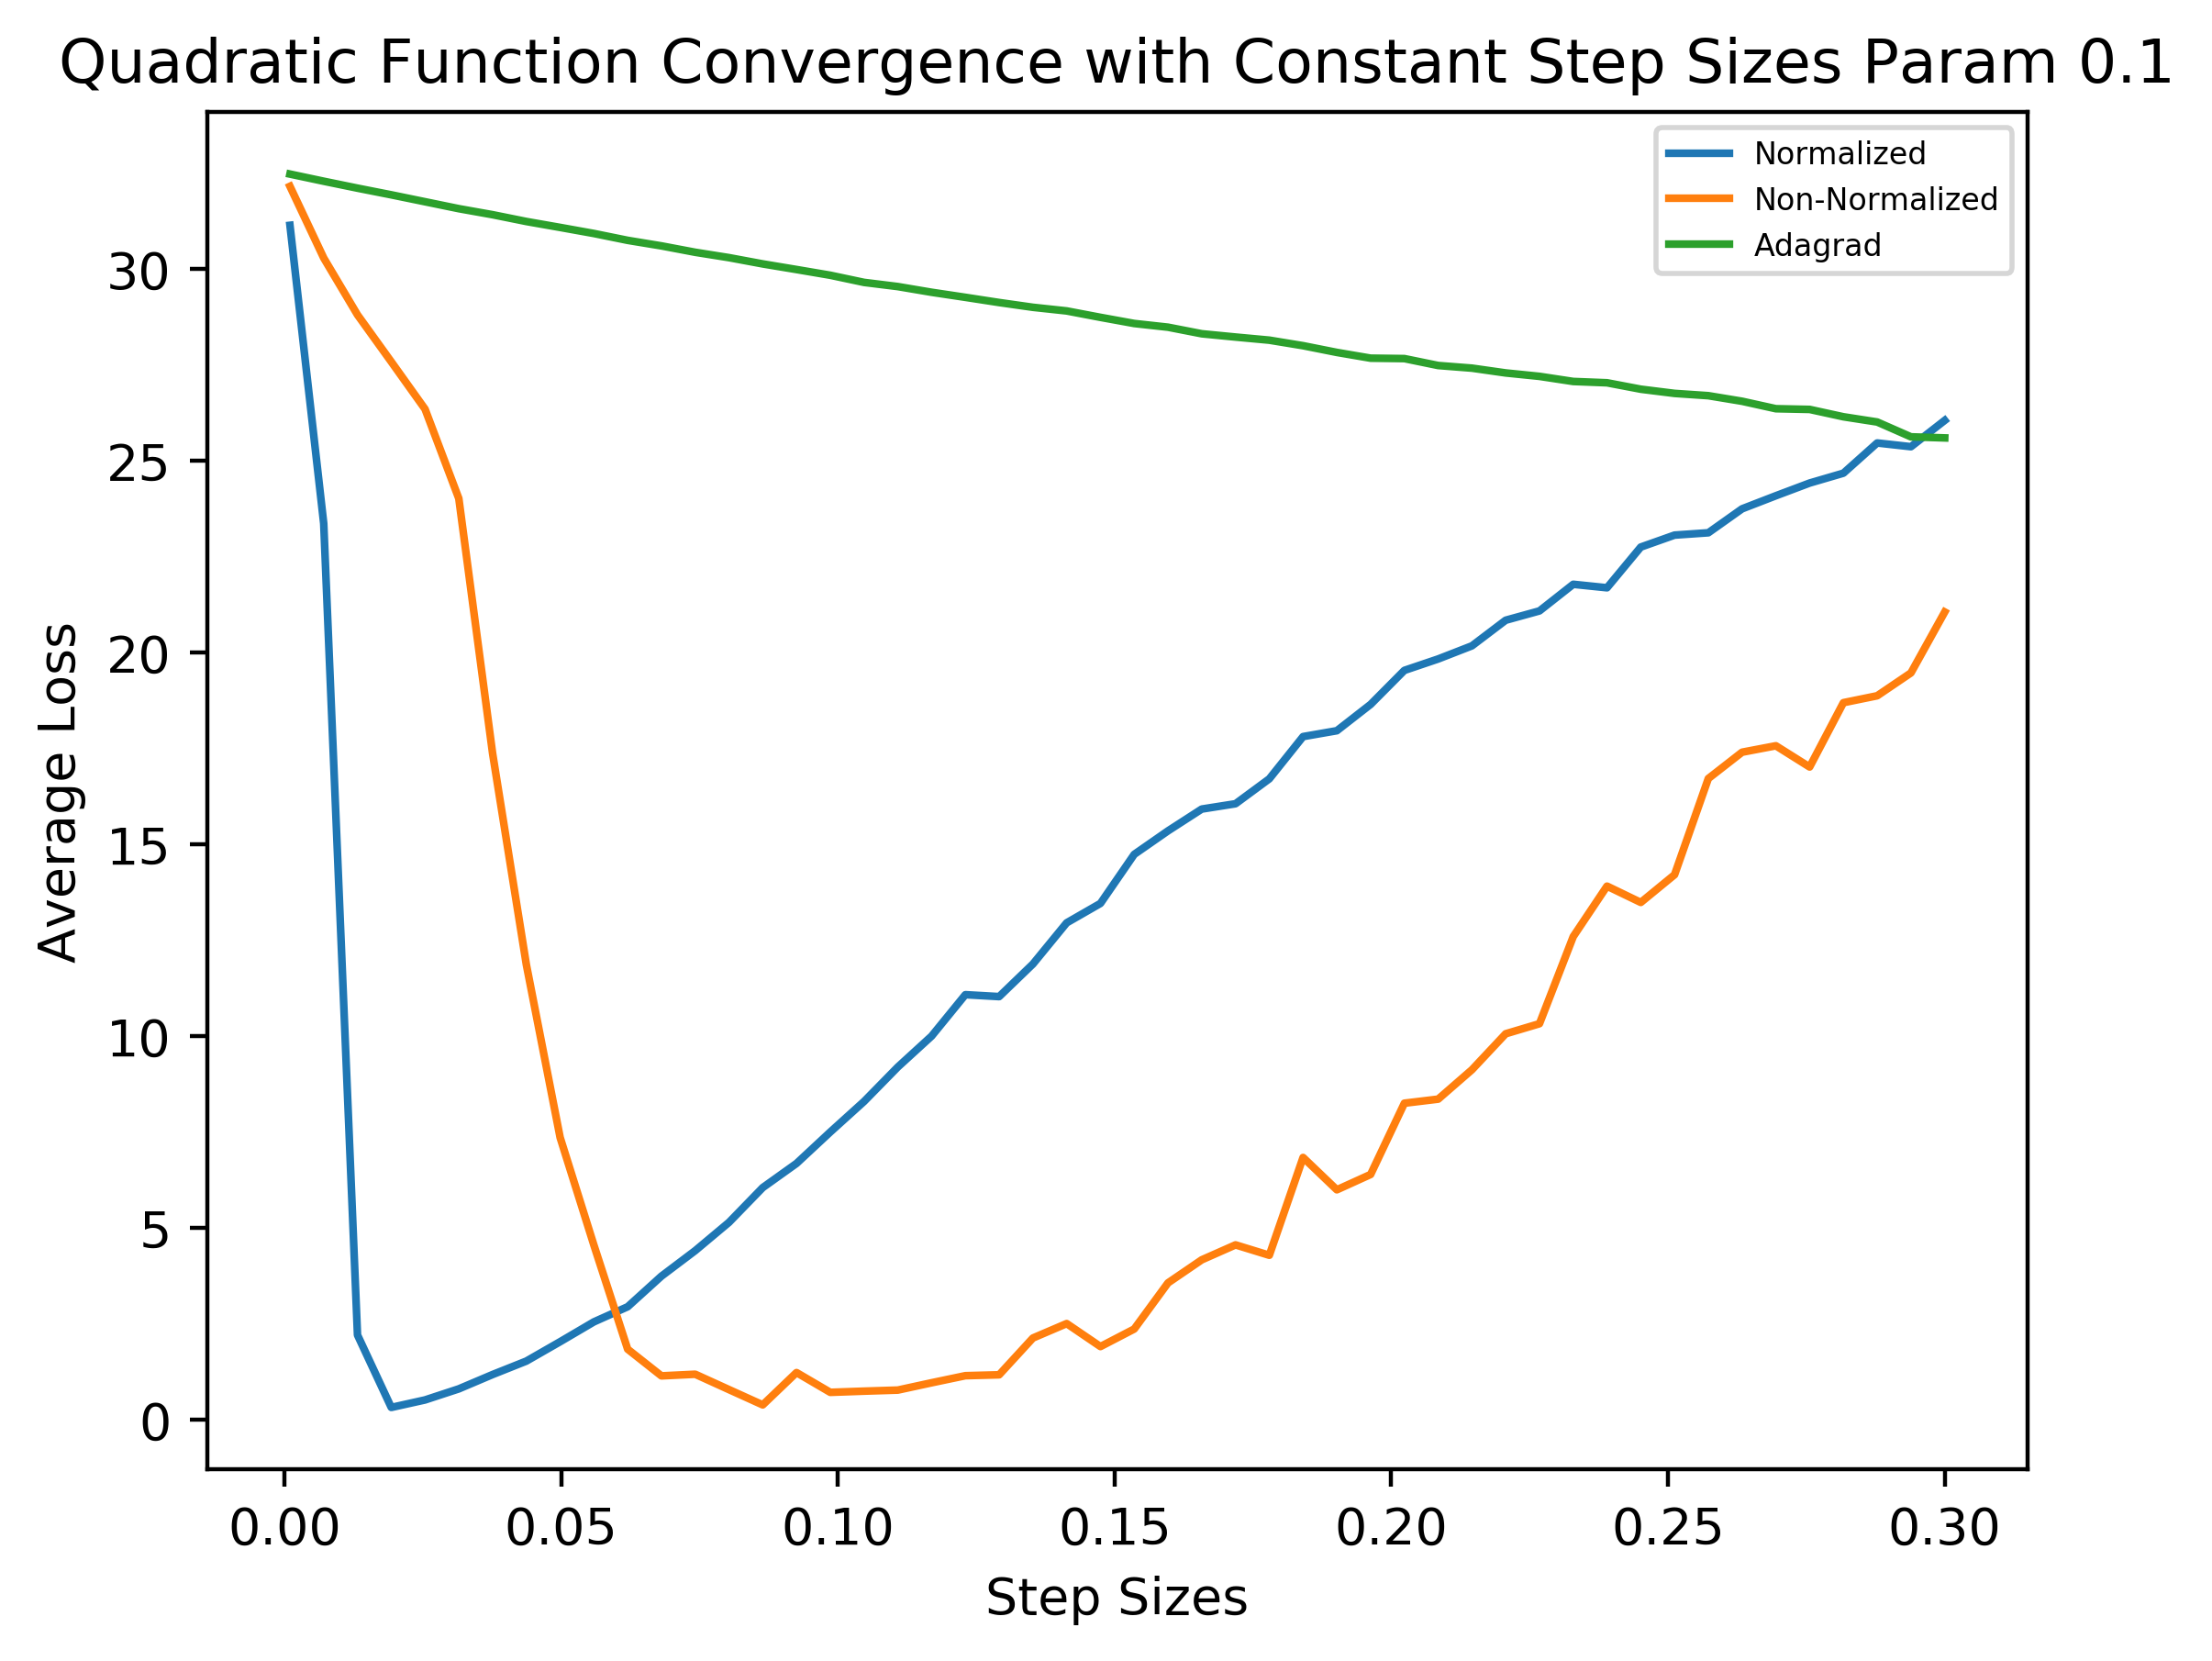 Quadratic Function Convergence with Constant Step Sizes Param 0.1
Normalized
Non-Normalized
Adagrad
Average Loss
30
25
20
15
10
5
0
0.00 0.05 0.10 0.15 0.20 0.25 0.30
Step Sizes